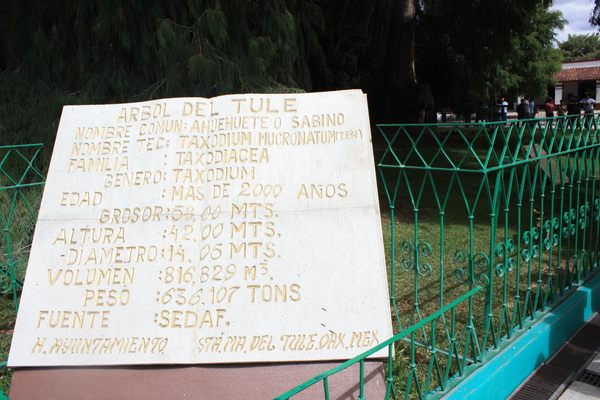 ARBOL DEL TULE
NOMBRE COMUN: AHUEHUETE O SABINO
NOMBRE TEC: TAXODIUM MUCRONATUM (TEN)
FAMILIA : TAXODIACEA
GENERO: TAXODIUM
EDAD : MAS DE 2000 AÑOS.
GROSOR: 58.00 MTS.
ALTURA : 42.00 MTS.
DIAMETRO: 14.05 MTS.
VOLUMEN : 816,829 M³.
PESO : 636,107 TONS
FUENTE : SEDAF.
H. AYUNTAMIENTO STA. MA. DEL TULE, OAX. MEX.